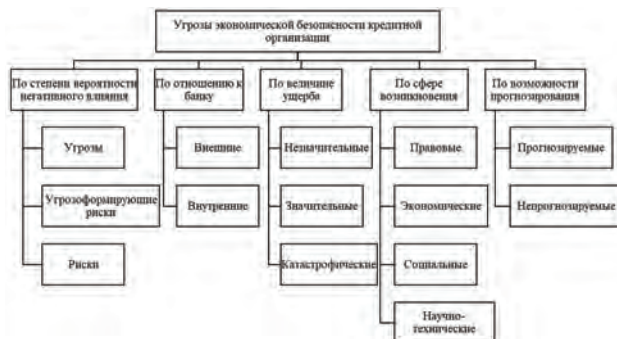 Угрозы экономической безопасности кредитной
организации
По степени вероятности
негативного влияния
Угрозы
Угрозоформирующие
риски
Риски
По отношению к
банку
Внешние
Внутренние
По величине
ущерба
Незначительные
Значительные
Катастрофические
По сфере
возникновения
Правовые
Экономические
Социальные
Научно-
технические
По возможности
прогнозирования
Прогнозируемые
Непрогнозируемые